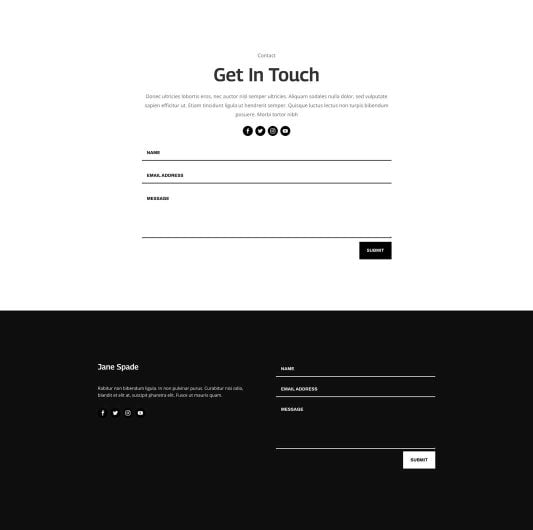 Contact
Get In Touch
Donec ultricies lobortis eros, nec auctor nisl semper ultricies. Aliquam sodales nulla dolor, sed vulputate
sapien efficitur ut. Etiam tincidunt ligula ut hendrerit semper. Quisque luctus lectus non turpis bibendum
posuere. Morbi tortor nibh
NAME
EMAIL ADDRESS
MESSAGE
SUBMIT
Jane Spade
Rabitur non bibendum ligula. In non pulvinar purus. Curabitur nisi odio,
blandit et elit at, suscipit pharetra elit. Fusce ut mauris quam.
NAME
EMAIL ADDRESS
MESSAGE
SUBMIT